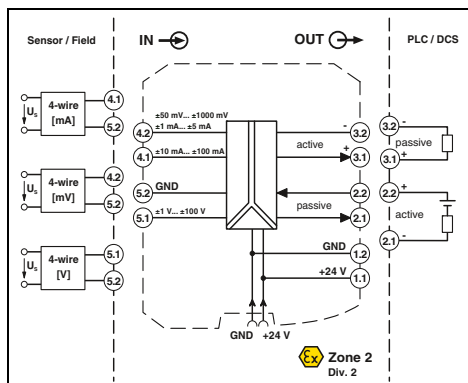 Sensor / Field
IN
OUT
PLC / DCS
Us
4-wire
[mA]
4.1
5.2
Us
4-wire
[mV]
4.2
5.2
Us
4-wire
[V]
5.1
5.2
±50 mV... ±1000 mV
±1 mA... ±5 mA
4.2
±10 mA... ±100 mA
4.1
GND
5.2
±1 V... ±100 V
5.1
-
3.2
active
+
3.1
2.2
passive
2.1
GND
1.2
+24 V
1.1
GND +24 V
3.2 -
passive
3.1 +
2.2 +
active
2.1 -
Ex Zone 2
Div. 2